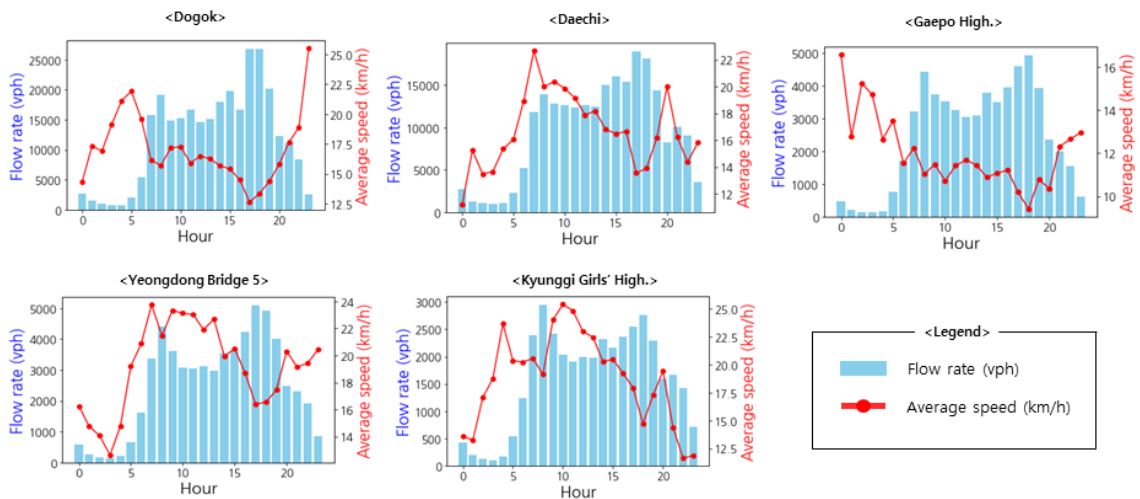 <Dogok>
Flow rate (vph)
25000
20000
15000
10000
5000
0
25.0
22.5
20.0
17.5
15.0
12.5
Average speed (km/h)
0 5 10 15 20
Hour
<Daechi>
Flow rate (vph)
15000
10000
5000
0
22
20
18
16
14
12
Average speed (km/h)
0 5 10 15 20
Hour
<Gaepo High.>
Flow rate (vph)
5000
4000
3000
2000
1000
0
16
14
12
10
Average speed (km/h)
0 5 10 15 20
Hour
<Yeongdong Bridge 5>
Flow rate (vph)
5000
4000
3000
2000
1000
0
24
22
20
18
16
14
Average speed (km/h)
0 10 20
Hour
<Kyunggi Girls’ High.>
Flow rate (vph)
3000
2500
2000
1500
1000
500
0
25.0
22.5
20.0
17.5
15.0
12.5
Average speed (km/h)
0 5 10 15 20
Hour
<Legend>
Flow rate (vph)
Average speed (km/h)